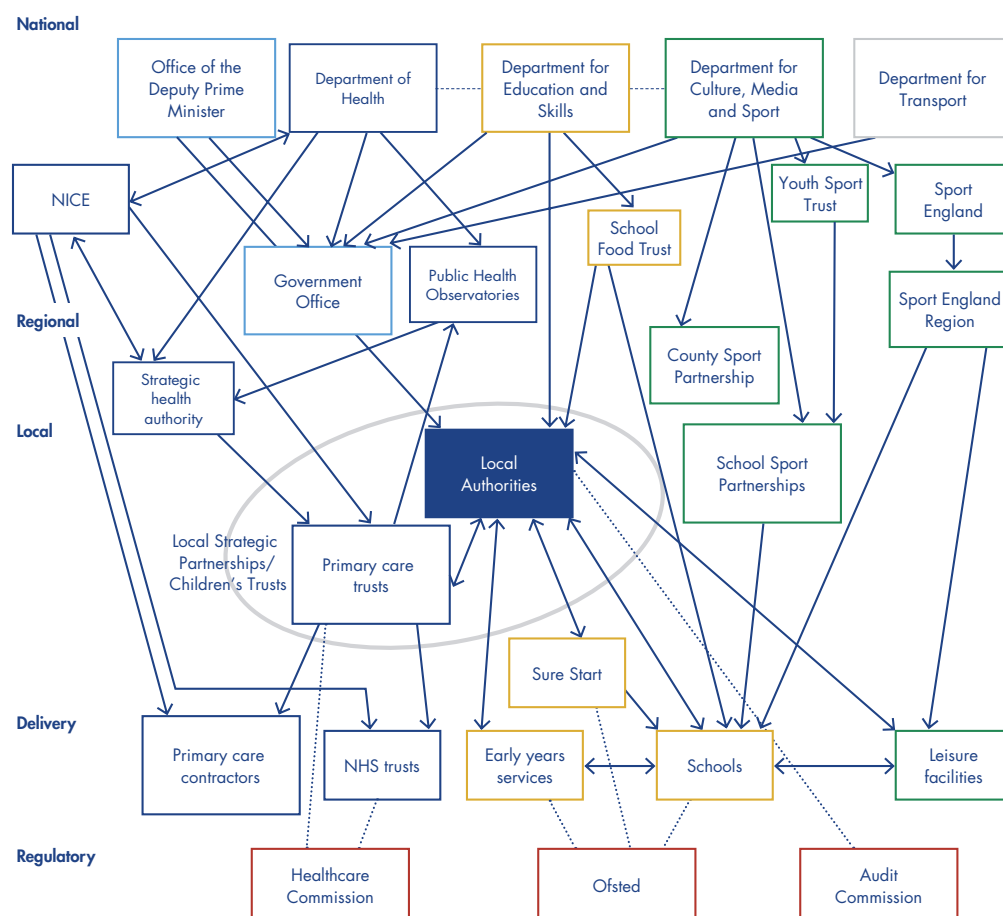 National
Office of the
Deputy Prime
Minister
Department of
Health
Department for
Education and
Skills
Department for
Culture, Media
and Sport
Department for
Transport
NICE
Youth Sport
Trust
Sport
England
School
Food Trust
Government
Office
Public Health
Observatories
Sport England
Region
Regional
County Sport
Partnership
Strategic
health
authority
Local
Local
Authorities
School Sport
Partnerships
Local Strategic
Partnerships/
Children's Trusts
Primary care
trusts
Sure Start
Delivery
Primary care
contractors
NHS trusts
Early years
services
Schools
Leisure
facilities
Regulatory
Healthcare
Commission
Ofsted
Audit
Commission